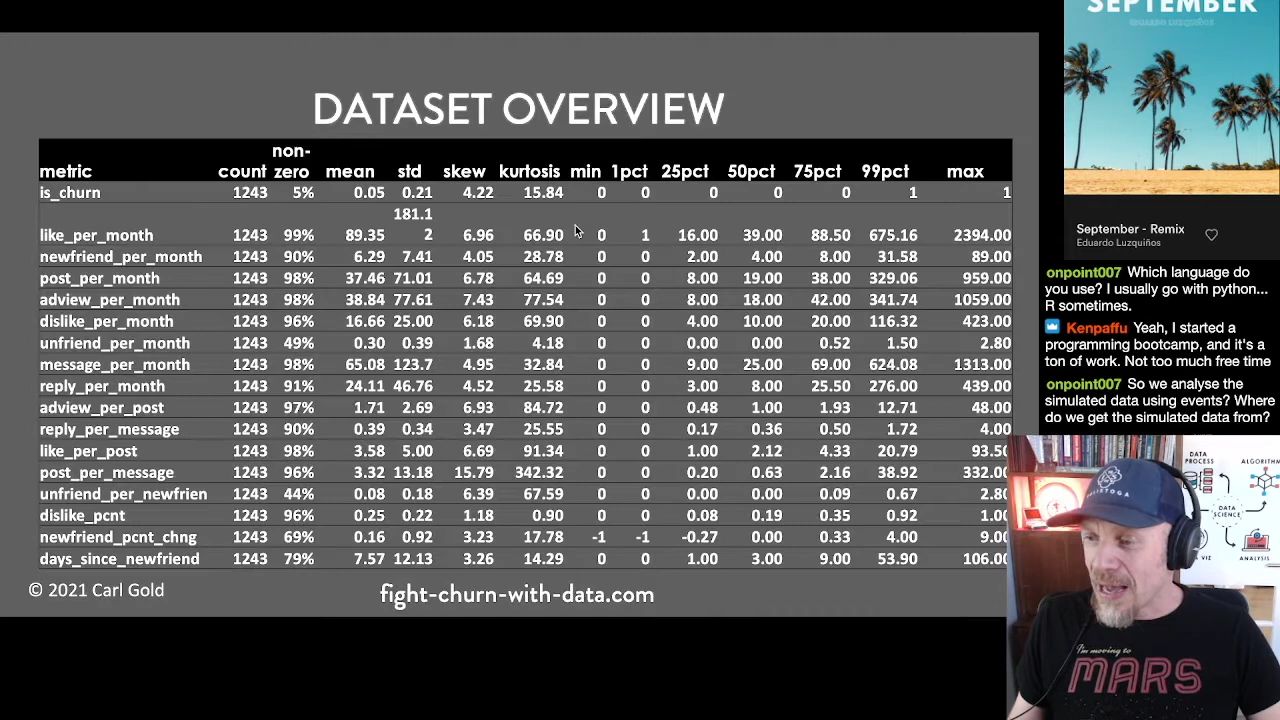 SEPTEMBER
EDUARDO LUZQUIÑOS
DATASET OVERVIEW
metric count non-zero mean std skew kurtosis min 1pct 25pct 50pct 75pct 99pct max
is_churn 1243 5% 0.05 0.21 4.22 15.84 0 0 0 0 0 1 1
like_per_month 1243 99% 89.35 181.12 6.96 66.90 0 1 16.00 39.00 88.50 675.16 2394.00
newfriend_per_month 1243 90% 6.29 7.41 4.05 28.78 0 0 2.00 4.00 8.00 31.58 89.00
post_per_month 1243 98% 37.46 71.01 6.78 64.69 0 0 8.00 19.00 38.00 329.06 959.00
adview_per_month 1243 98% 38.84 77.61 7.43 77.54 0 0 8.00 18.00 42.00 341.74 1059.00
dislike_per_month 1243 96% 16.66 25.00 6.18 69.90 0 0 4.00 10.00 20.00 116.32 423.00
unfriend_per_month 1243 49% 0.29 0.39 1.68 4.18 0 0 0.00 0.00 0.52 1.50 2.80
message_per_month 1243 98% 65.08 123.7 4.95 32.84 0 0 9.00 25.00 69.00 624.08 1313.00
reply_per_month 1243 91% 24.11 46.76 4.52 25.58 0 0 3.00 8.00 25.50 276.00 439.00
adview_per_post 1243 97% 1.71 2.69 6.93 84.72 0 0 0.48 1.00 1.93 12.71 48.00
reply_per_message 1243 90% 0.39 0.34 3.47 25.55 0 0 0.17 0.36 0.50 1.72 4.00
like_per_post 1243 98% 3.58 5.00 6.69 91.34 0 0 1.00 2.12 4.33 20.79 93.50
post_per_message 1243 96% 13.18 0 0 0.20 0.63 2.16 38.92
unfriend_per_newfrien 1243 44% 0.08 0.18 6.39 0 0 0.00 0.00 0.09 0.67
dislike_pcnt 1243 96% 0.25 0.22 1.18 0.90 0 0 0.08 0.19 0.35 0.92
newfriend_pcnt_chng 1243 69% 0.16 0.92 3.23 17.78 -1 -1 -0.27 0.00 0.33 4.00
days_since_newfriend 1243 79% 7.57 12.13 3.26 0 0 1.00 3.00 9.00 53.90
© 2021 Carl Gold
fight-churn-with-data.com
September - Remix
Eduardo Luzquiños
onpoint007 Which language do
you use? I usually go with python...
R sometimes.
Kenpaffu Yeah, I started a
programming bootcamp, and it's a
ton of work. Not too much free time
onpoint007 So we analyse the
simulated data using events? Where
do we get the simulated data from?
DATA
PROCESS
ALGORITHM
DATA
SCIENCE
VIZ
ANALYSIS
I'm moving to
MARS